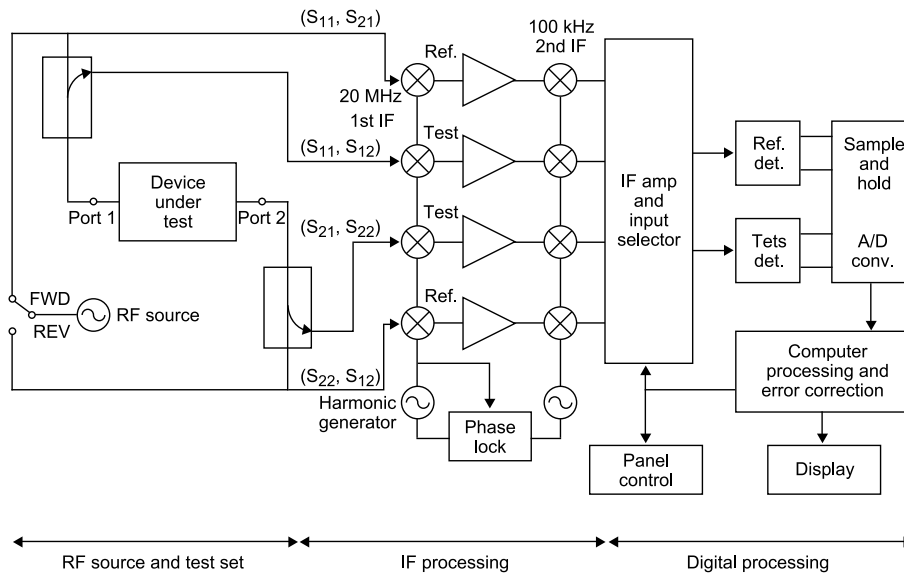 (S11, S21)
100 kHz
2nd IF
Ref.
20 MHz
1st IF
Test
(S11, S12)
Ref.
det.
Sample
and
hold
Device
under
test
Port 1
Port 2
IF amp
and
input
selector
(S21, S22)
Test
Tets
det.
A/D
conv.
FWD
REV
RF source
Ref.
(S22, S12)
Harmonic
generator
Phase
lock
Computer
processing and
error correction
Panel
control
Display
RF source and test set
IF processing
Digital processing